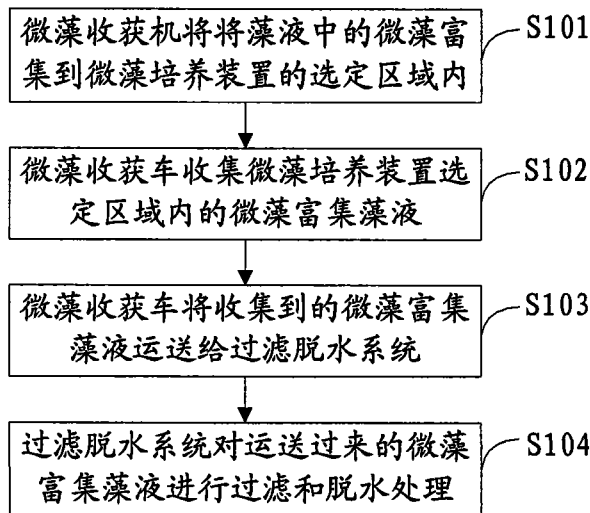 微藻收获机将将藻液中的微藻富
集到微藻培养装置的选定区域内
S101
微藻收获车收集微藻培养装置选
定区域内的微藻富集藻液
S102
微藻收获车将收集到的微藻富集
藻液运送给过滤脱水系统
S103
过滤脱水系统对运送过来的微藻
富集藻液进行过滤和脱水处理
S104